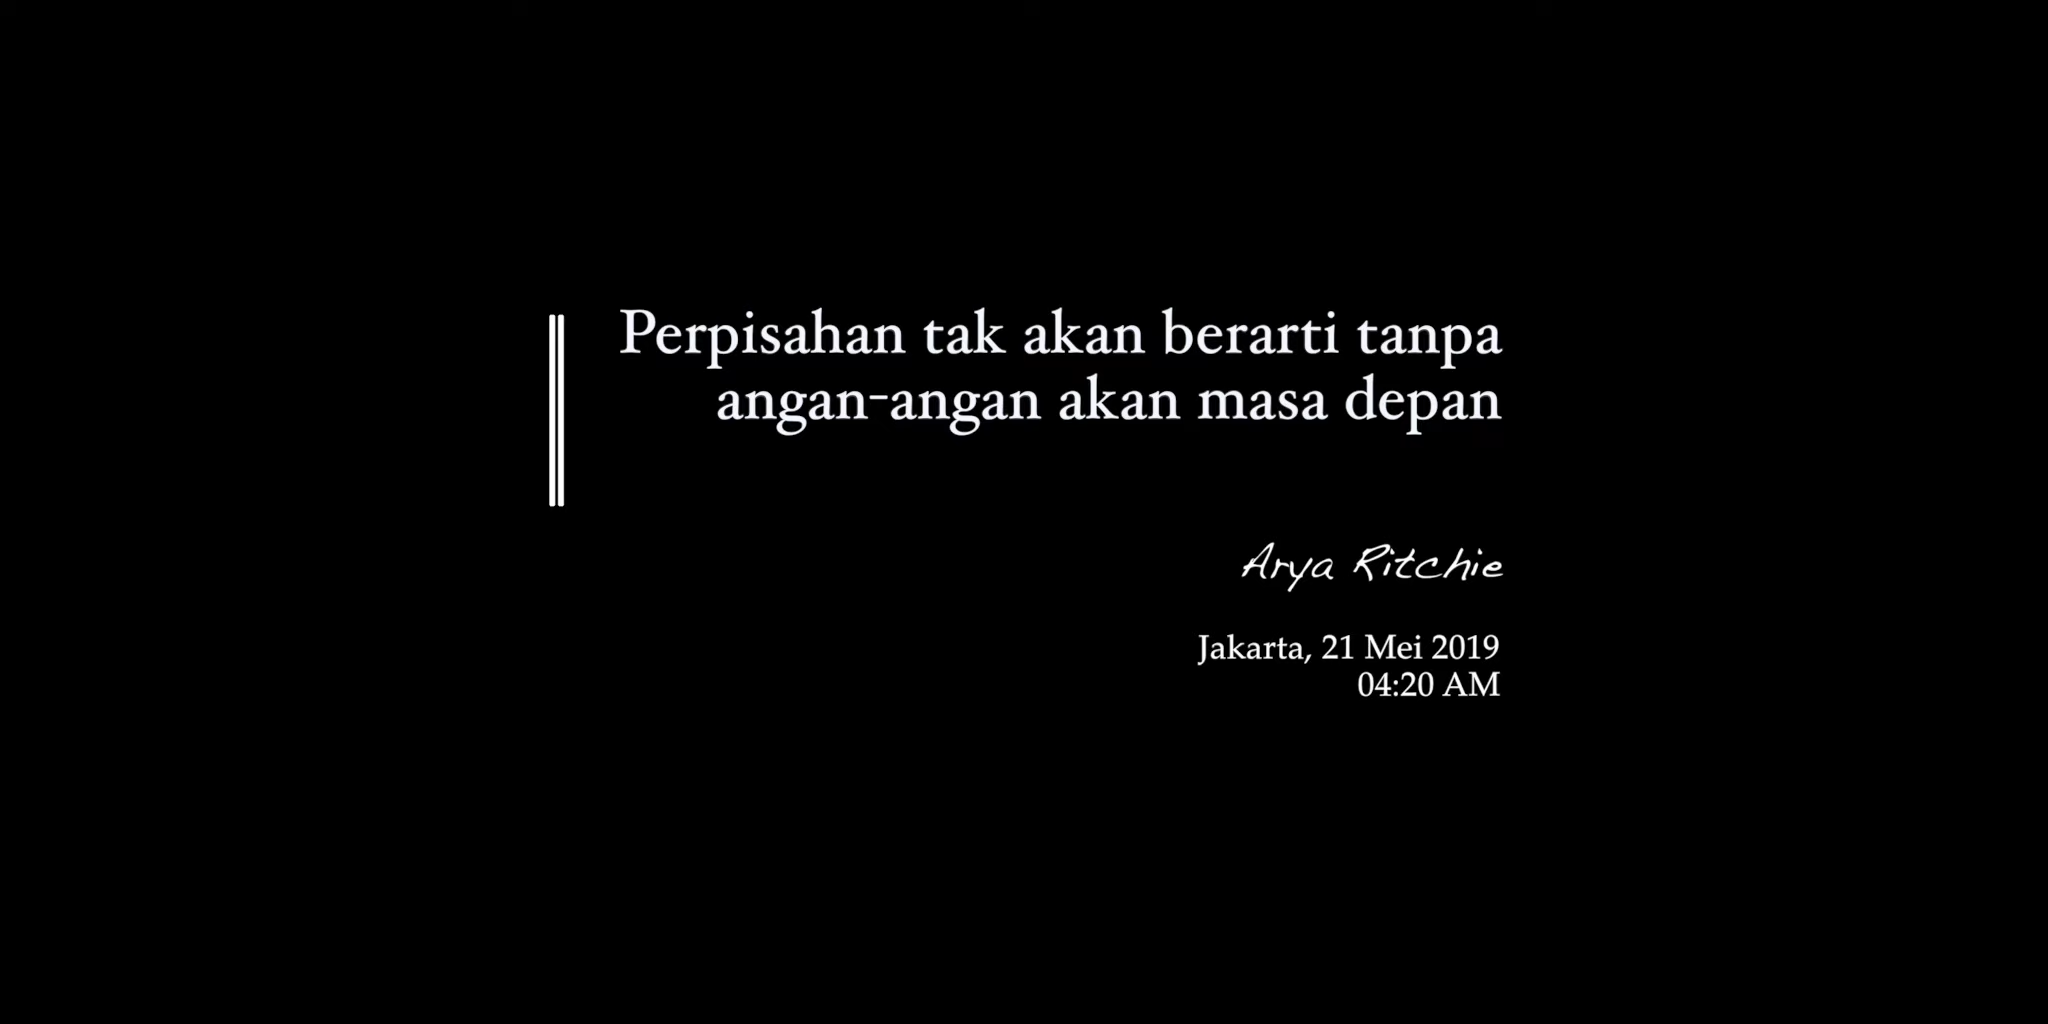 Perpisahan tak akan berarti tanpa
angan-angan akan masa depan
Arya Ritchie
Jakarta, 21 Mei 2019
04:20 AM